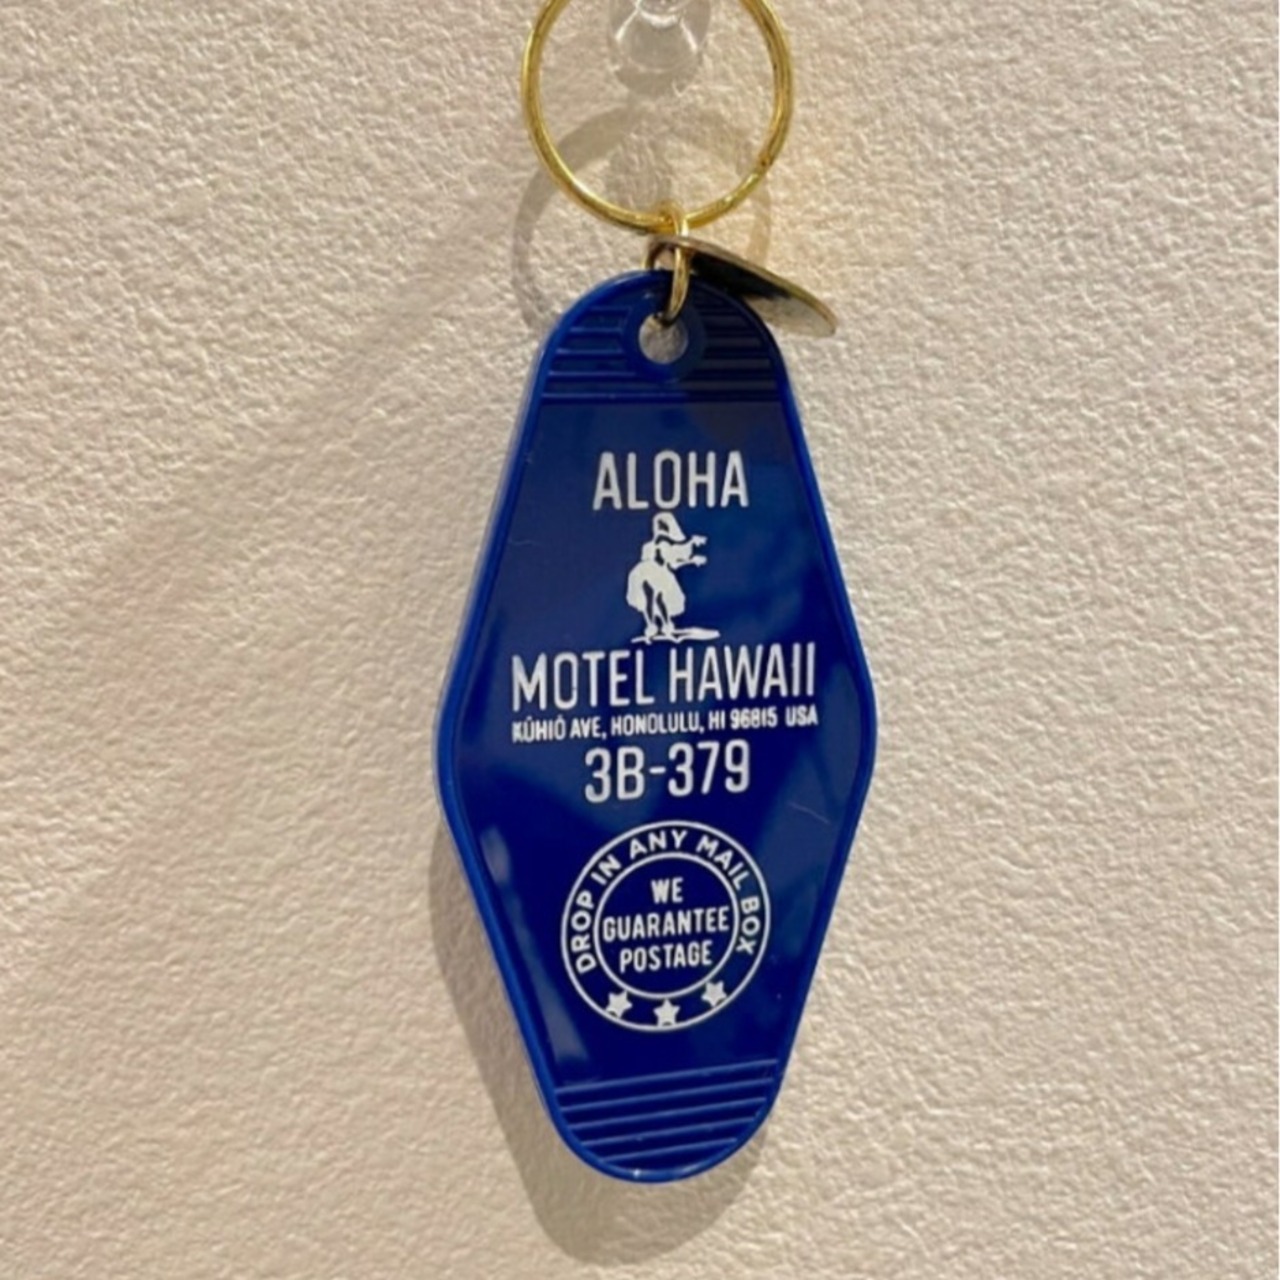 ALOHA
MOTEL HAWAII
KŪHIŌ AVE, HONOLULU, HI 96815 USA
3B-379
DROP IN ANY MAIL BOX
WE
GUARANTEE
POSTAGE